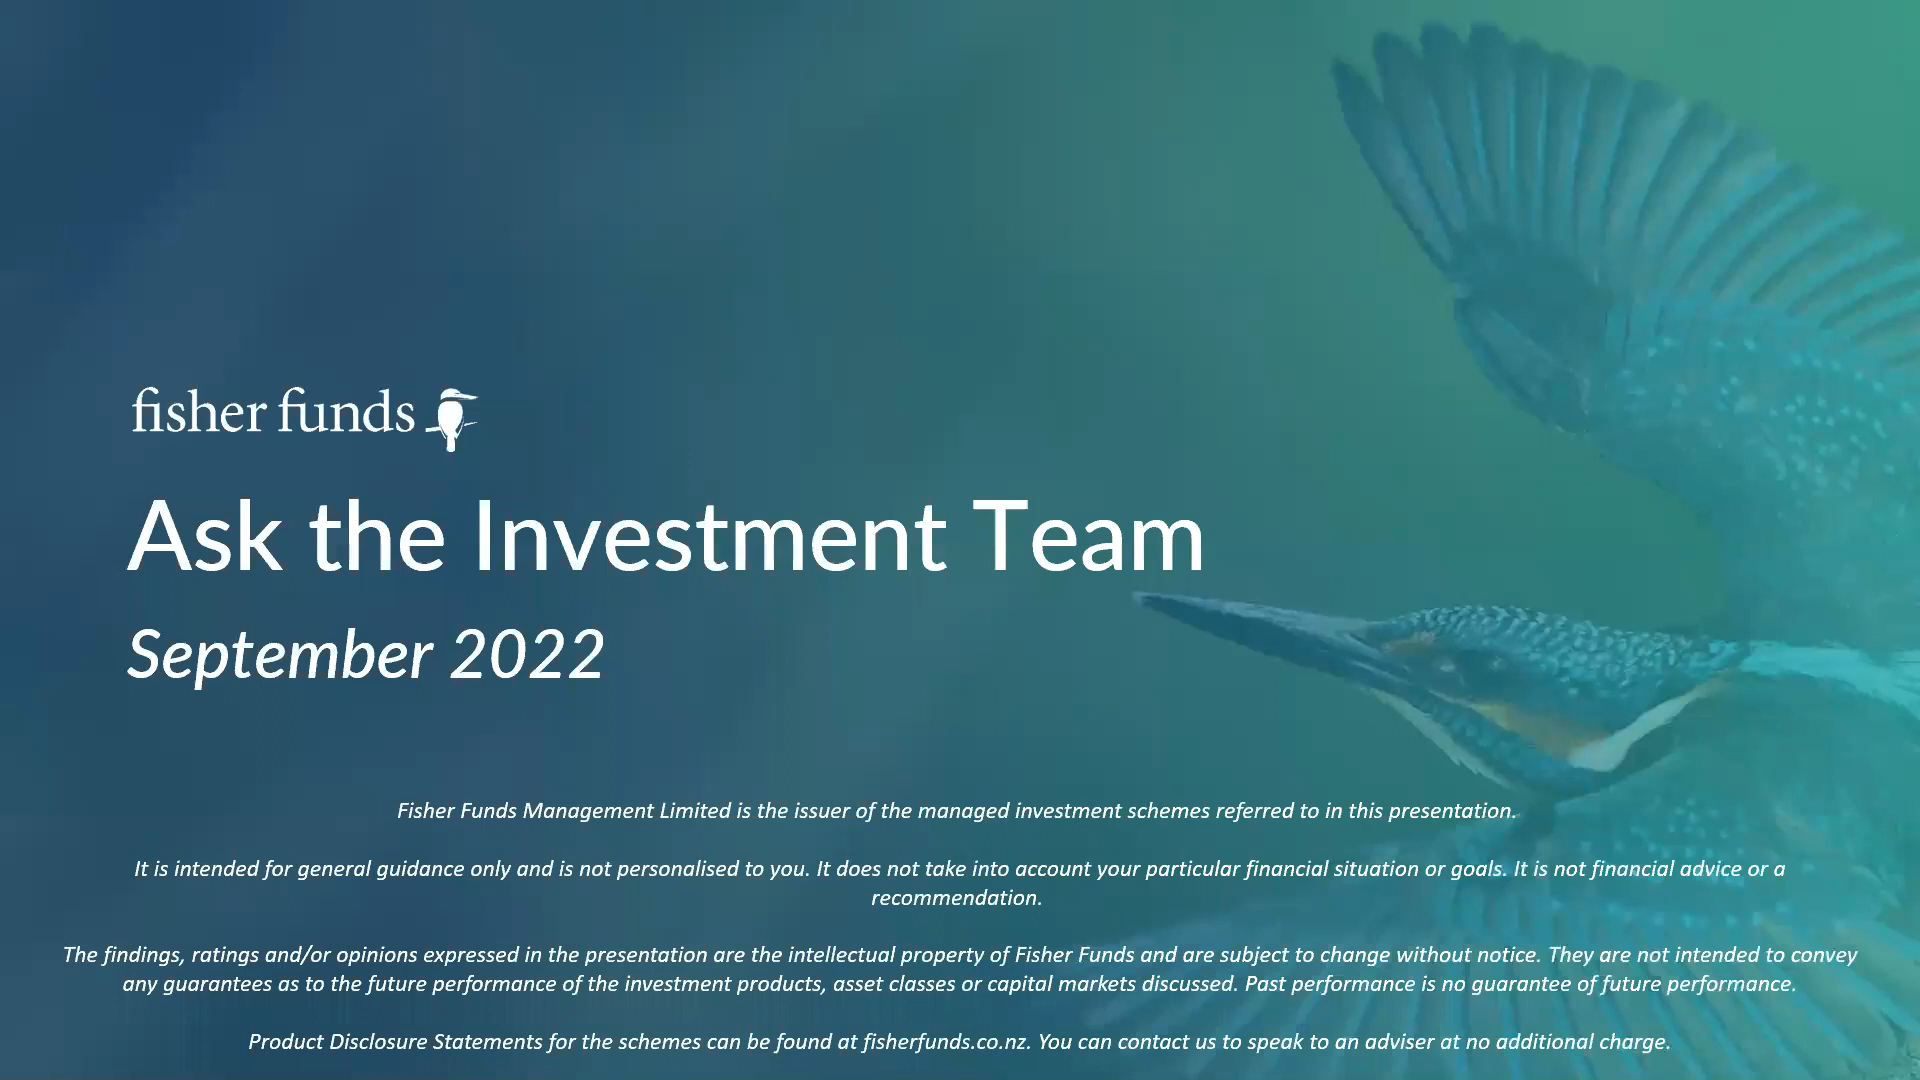 fisher funds
Ask the Investment Team
September 2022
Fisher Funds Management Limited is the issuer of the managed investment schemes referred to in this presentation.
It is intended for general guidance only and is not personalised to you. It does not take into account your particular financial situation or goals. It is not financial advice or a
recommendation.
The findings, ratings and/or opinions expressed in the presentation are the intellectual property of Fisher Funds and are subject to change without notice. They are not intended to convey
any guarantees as to the future performance of the investment products, asset classes or capital markets discussed. Past performance is no guarantee of future performance.
Product Disclosure Statements for the schemes can be found at fisherfunds.co.nz. You can contact us to speak to an adviser at no additional charge.